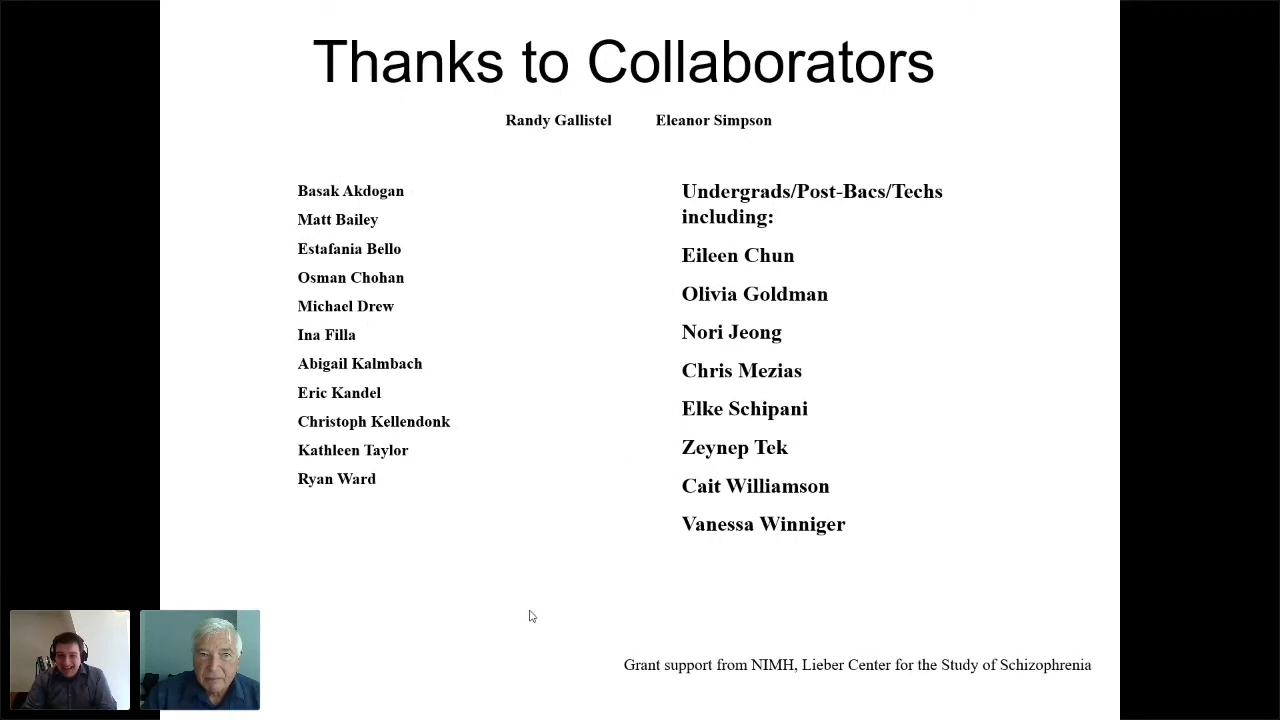 Thanks to Collaborators
Randy Gallistel Eleanor Simpson
Basak Akdogan
Matt Bailey
Estafania Bello
Osman Chohan
Michael Drew
Ina Filla
Abigail Kalmbach
Eric Kandel
Christoph Kellendonk
Kathleen Taylor
Ryan Ward
Undergrads/Post-Bacs/Techs
including:
Eileen Chun
Olivia Goldman
Nori Jeong
Chris Mezias
Elke Schipani
Zeynep Tek
Cait Williamson
Vanessa Winniger
Grant support from NIMH, Lieber Center for the Study of Schizophrenia